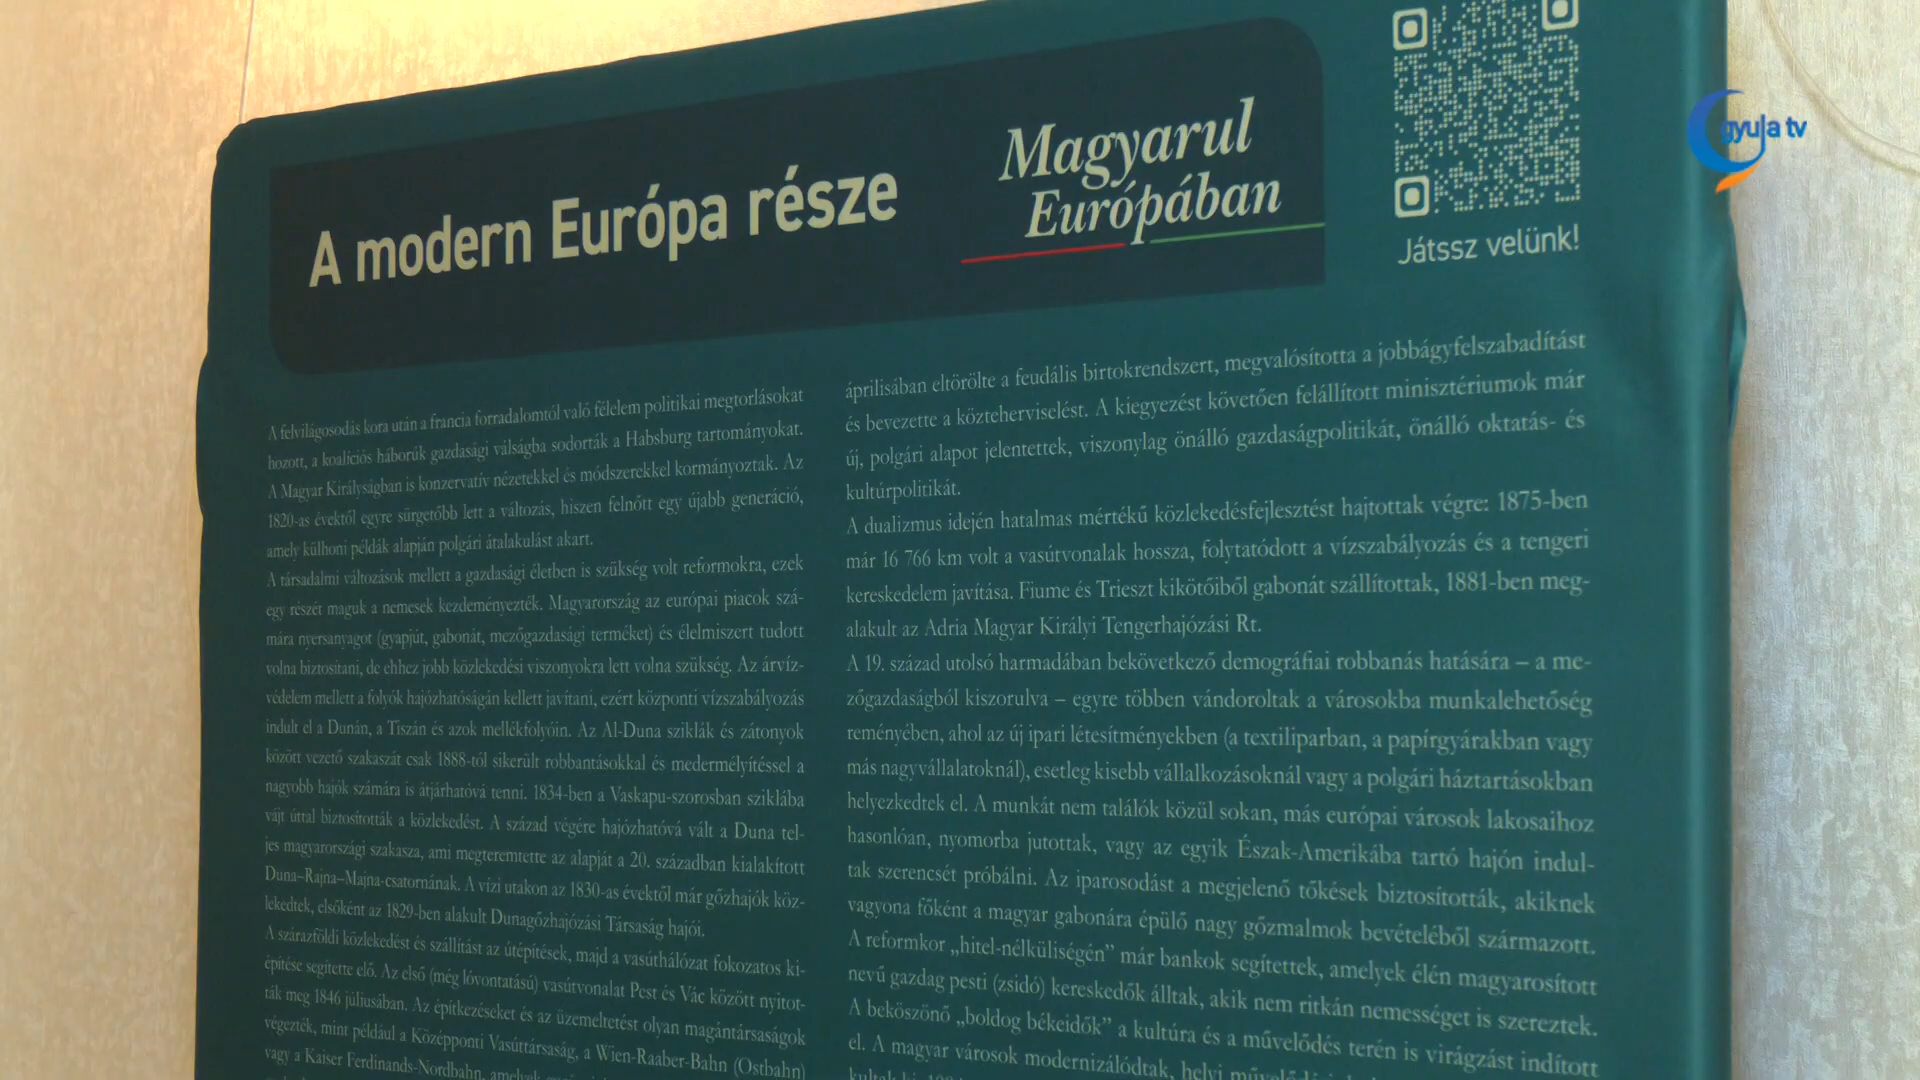 A modern Európa része
Magyarul
Európában
Játssz velünk!
gyula tv
A felvilágosodás kora után a francia forradalomtól való félelem politikai megtorlásokat
hozott, a koalíciós háborúk gazdasági válságba sodorták a Habsburg tartományokat.
A Magyar Királyságban is konzervatív nézetekkel és módszerekkel kormányoztak. Az
1820-as évektől egyre sürgetőbb lett a változás, hiszen felnőtt egy újabb generáció,
amely külhoni példák alapján polgári átalakulást akart.
A társadalmi változások mellett a gazdasági életben is szükség volt reformokra, ezek
egy részét maguk a nemesek kezdeményezték. Magyarország az európai piacok szá-
mára nyersanyagot (gyapjút, gabonát, mezőgazdasági terméket) és élelmiszert tudott
volna biztosítani, de ehhez jobb közlekedési viszonyokra lett volna szükség. Az árvíz-
védelem mellett a folyók hajózhatóságán kellett javítani, ezért központi vízszabályozás
indult el a Dunán, a Tiszán és azok mellékfolyóin. Az Al-Duna sziklák és zátonyok
között vezető szakaszát csak 1888-tól sikerült robbantásokkal és medermélyítéssel a
nagyobb hajók számára is átjárhatóvá tenni. 1834-ben a Vaskapu-szorosban sziklába
vájt úttal biztosították a közlekedést. A század végére hajózhatóvá vált a Duna tel-
jes magyarországi szakasza, ami megteremtette az alapját a 20. században kialakított
Duna–Rajna–Majna-csatornának. A vízi utakon az 1830-as évektől már gőzhajók köz-
lekedtek, elsőként az 1829-ben alakult Dunagőzhajózási Társaság hajói.
A szárazföldi közlekedést és szállítást az útépítések, majd a vasúthálózat fokozatos ki-
építése segítette elő. Az első (még lóvontatású) vasútvonalat Pest és Vác között nyitot-
ták meg 1846 júliusában. Az építkezéseket és az üzemeltetést olyan magántársaságok
végezték, mint például a Középponti Vasúttársaság, a Wien-Raaber-Bahn (Ostbahn)
vagy a Kaiser Ferdinands-Nordbahn, amelyek
áprilisában eltörölte a feudális birtokrendszert, megvalósította a jobbágyfelszabadítást
és bevezette a közteherviselést. A kiegyezést követően felállított minisztériumok már
új, polgári alapot jelentettek, viszonylag önálló gazdaságpolitikát, önálló oktatás- és
kultúrpolitikát.
A dualizmus idején hatalmas mértékű közlekedésfejlesztést hajtottak végre: 1875-ben
már 16 766 km volt a vasútvonalak hossza, folytatódott a vízszabályozás és a tengeri
kereskedelem javítása. Fiume és Trieszt kikötőiből gabonát szállítottak, 1881-ben meg-
alakult az Adria Magyar Királyi Tengerhajózási Rt.
A 19. század utolsó harmadában bekövetkező demográfiai robbanás hatására – a me-
zőgazdaságból kiszorulva – egyre többen vándoroltak a városokba munkalehetőség
reményében, ahol az új ipari létesítményekben (a textiliparban, a papírgyárakban vagy
más nagyvállalatoknál), esetleg kisebb vállalkozásoknál vagy a polgári háztartásokban
helyezkedtek el. A munkát nem találók közül sokan, más európai városok lakosaihoz
hasonlóan, nyomorba jutottak, vagy az egyik Észak-Amerikába tartó hajón indul-
tak szerencsét próbálni. Az iparosodást a megjelenő tőkések biztosították, akiknek
vagyona főként a magyar gabonára épülő nagy gőzmalmok bevételéből származott.
A reformkor „hitel-nélküliségén” már bankok segítettek, amelyek élén magyarosított
nevű gazdag pesti (zsidó) kereskedők álltak, akik nem ritkán nemességet is szereztek.
A beköszönő „boldog békeidők” a kultúra és a művelődés terén is virágzást indított
el. A magyar városok modernizálódtak, helyi